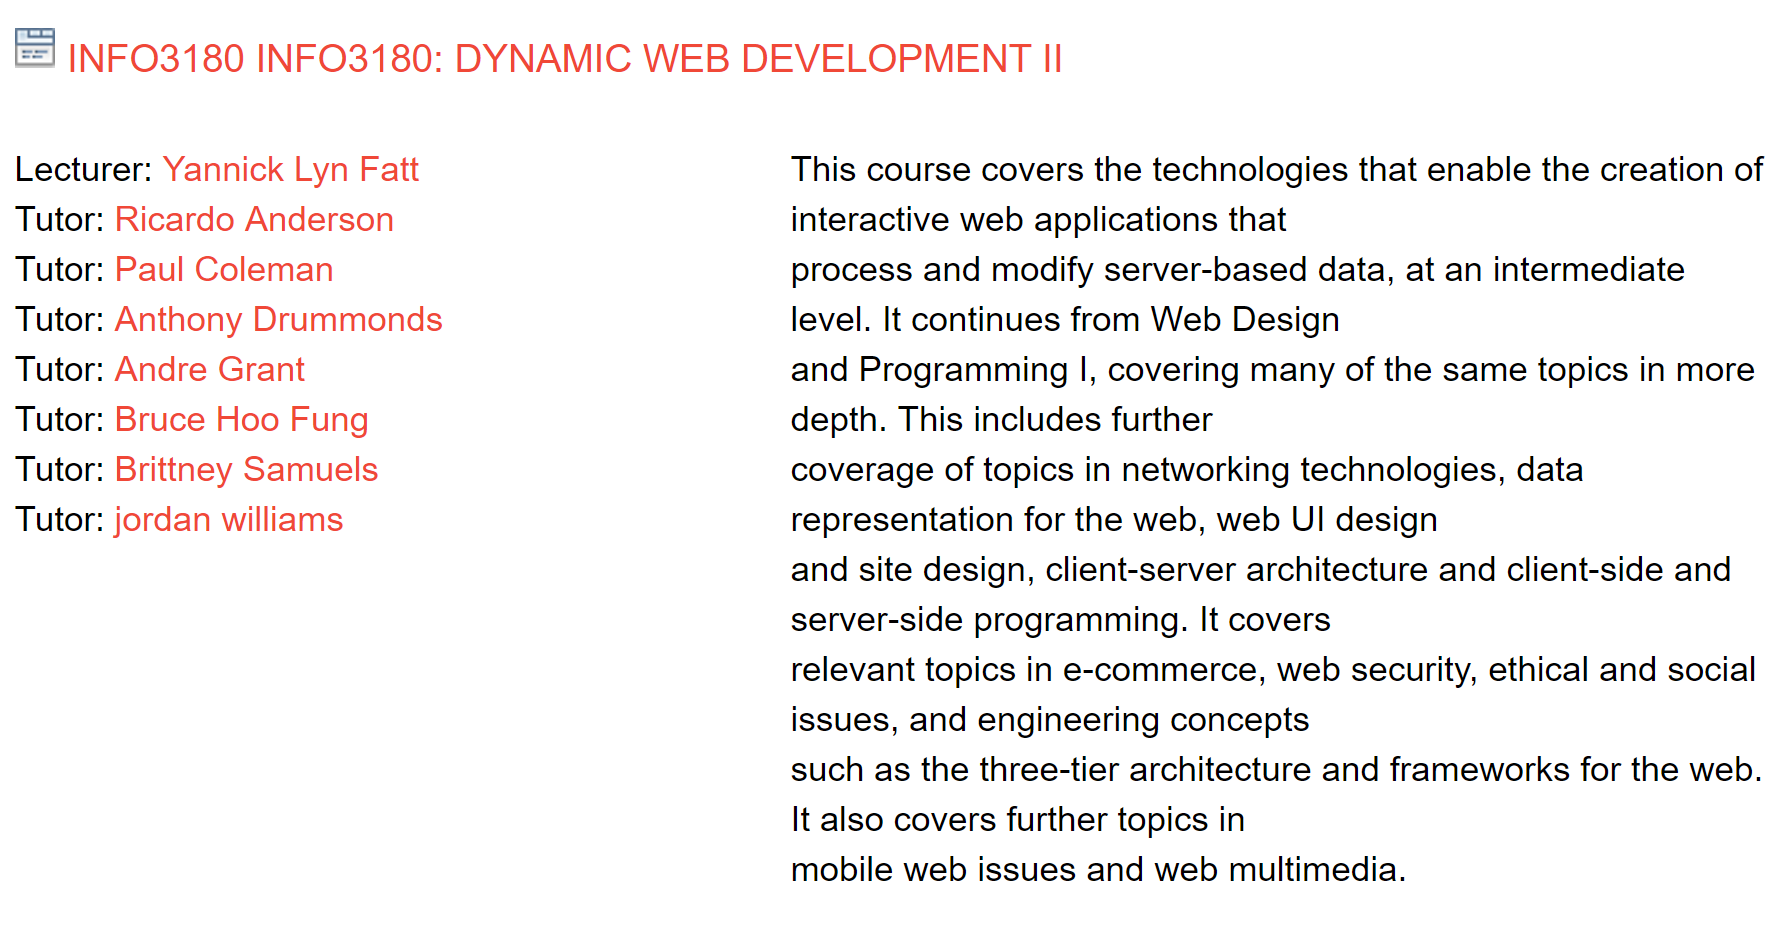 INFO3180 INFO3180: DYNAMIC WEB DEVELOPMENT II
Lecturer: Yannick Lyn Fatt
Tutor: Ricardo Anderson
Tutor: Paul Coleman
Tutor: Anthony Drummonds
Tutor: Andre Grant
Tutor: Bruce Hoo Fung
Tutor: Brittney Samuels
Tutor: jordan williams
This course covers the technologies that enable the creation of
interactive web applications that
process and modify server-based data, at an intermediate
level. It continues from Web Design
and Programming I, covering many of the same topics in more
depth. This includes further
coverage of topics in networking technologies, data
representation for the web, web UI design
and site design, client-server architecture and client-side and
server-side programming. It covers
relevant topics in e-commerce, web security, ethical and social
issues, and engineering concepts
such as the three-tier architecture and frameworks for the web.
It also covers further topics in
mobile web issues and web multimedia.